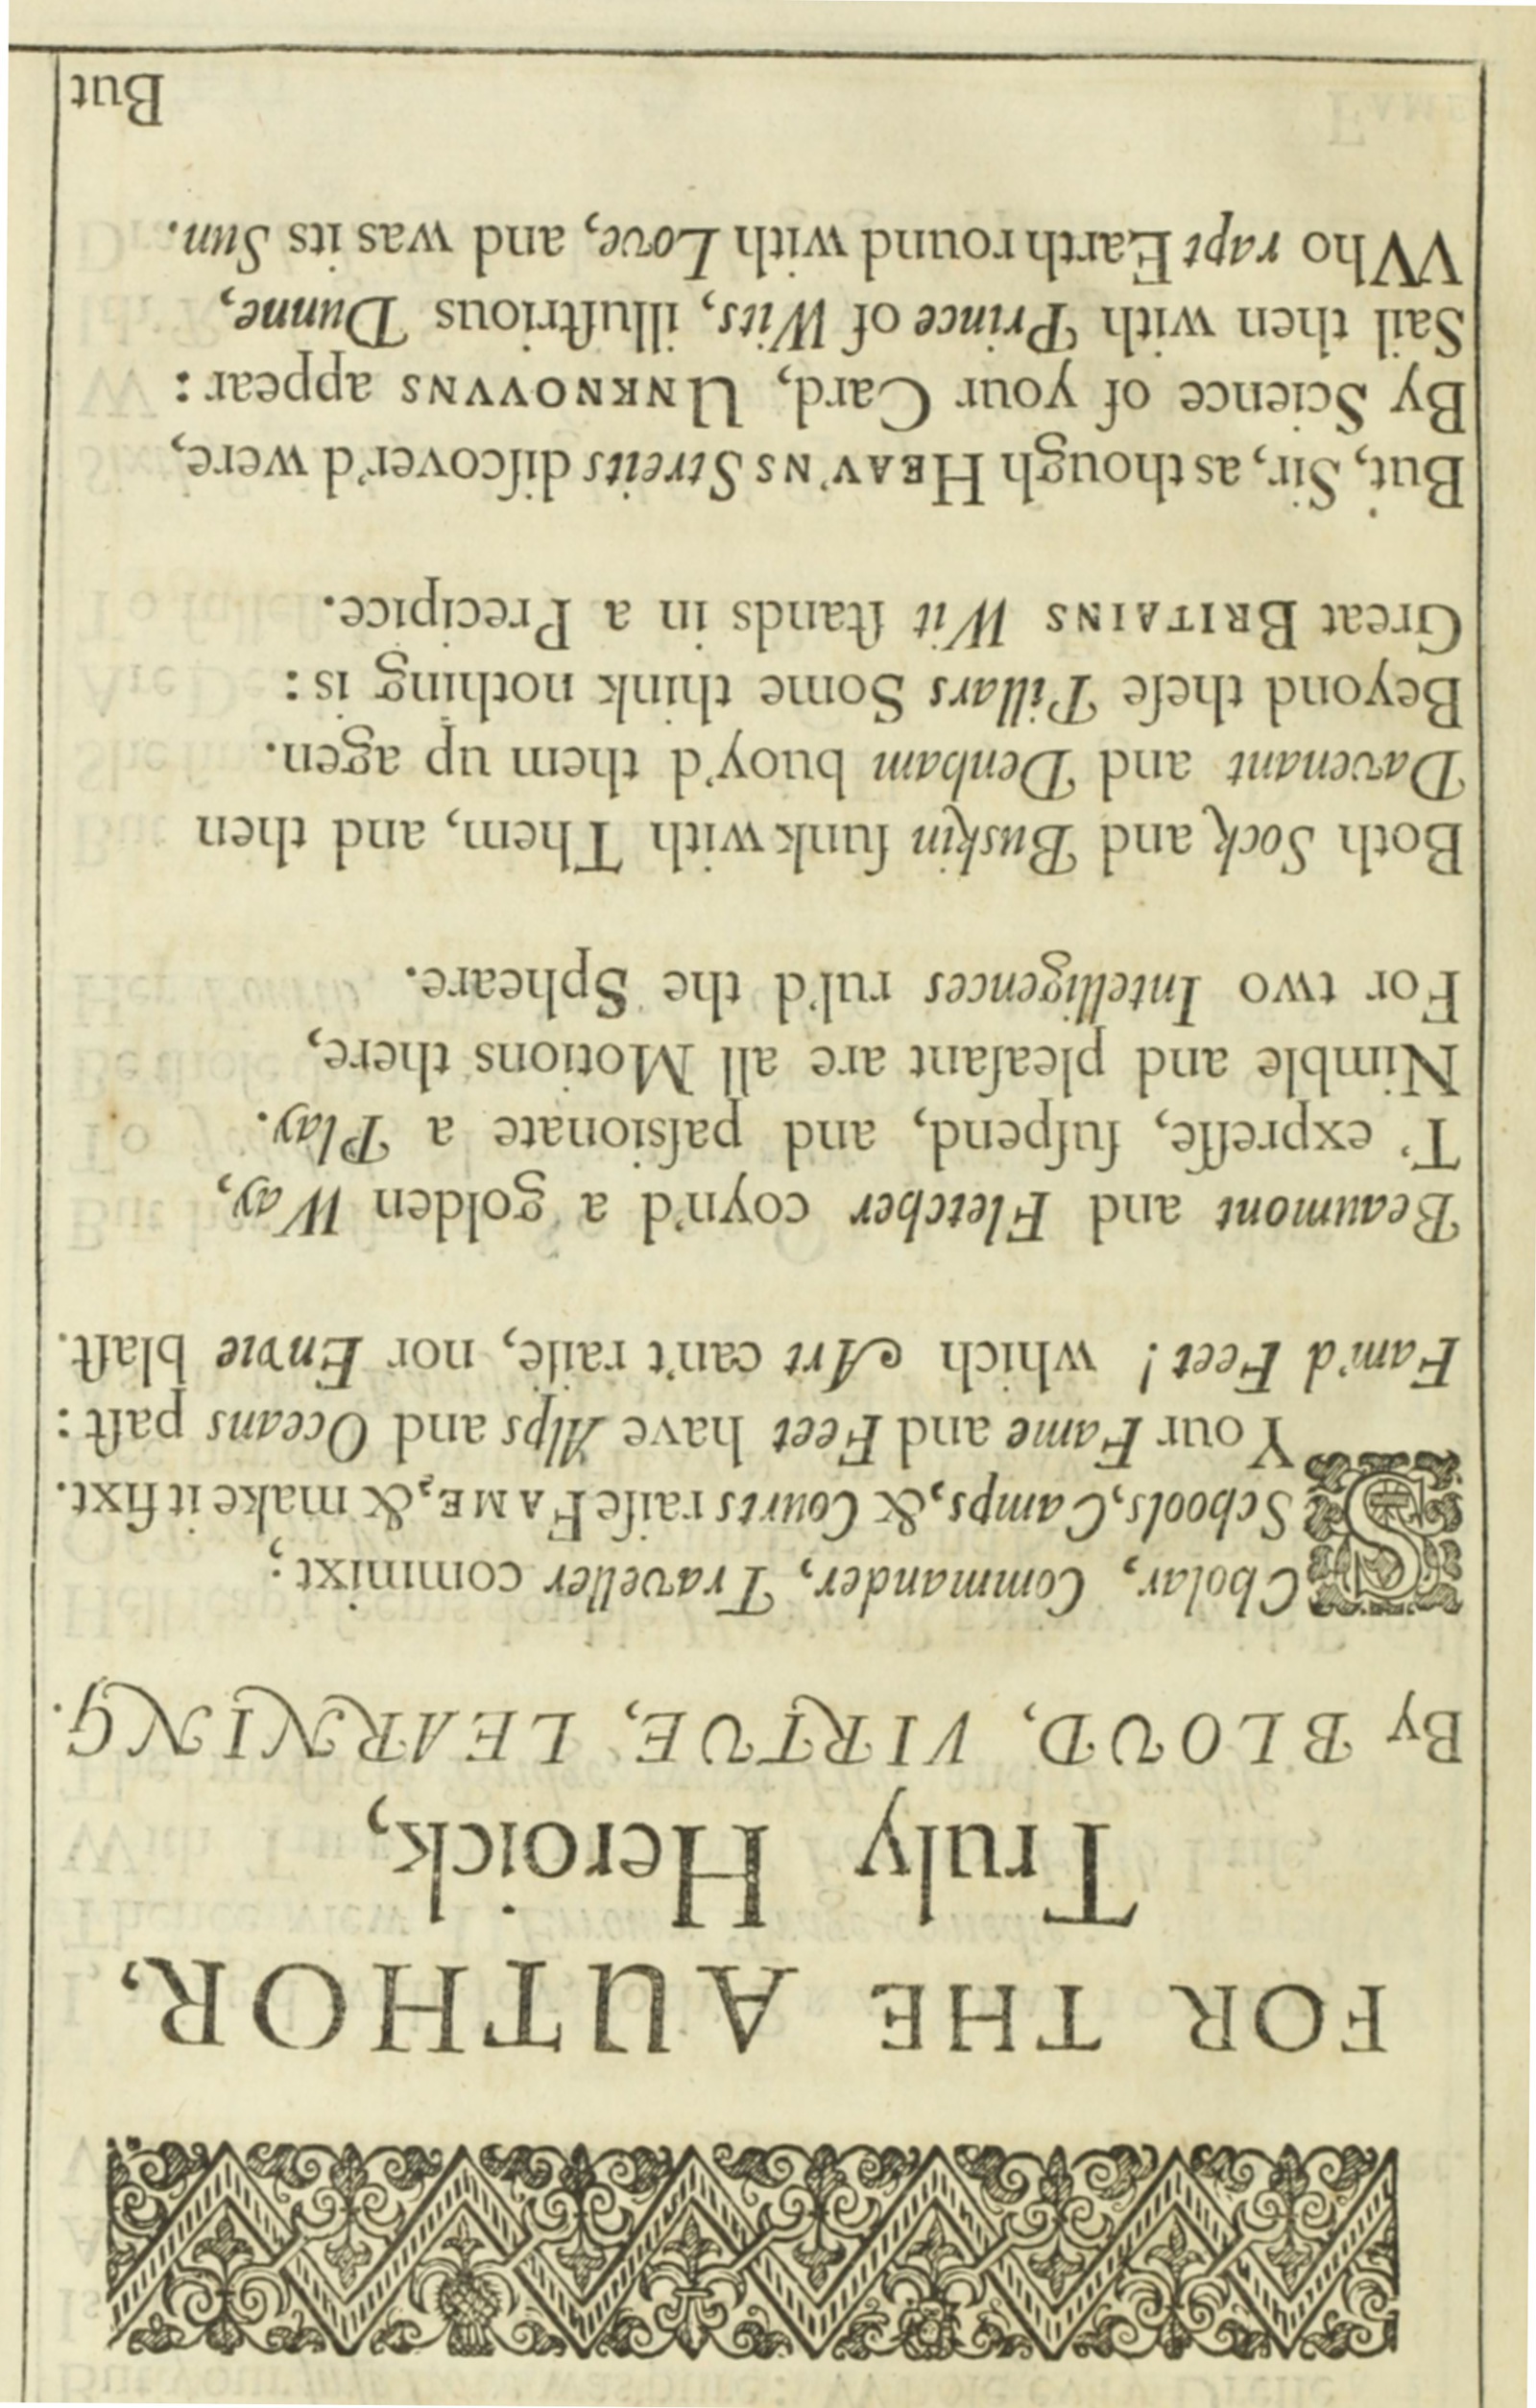 FOR THE AUTHOR,
Truly Heroick,
By BLOUD, VIRTUE, LEARNING.
SCholar, Commander, Traveller commixt;
Schools, Camps, & Courts raiſe FAME, & make it fixt.
Your Fame and Feet have Alps and Oceans paſt:
Fam'd Feet! which Art can't raiſe, nor Envie blaſt.
Beaumont and Fletcher coyn'd a golden Way,
T' expreſſe, ſuſpend, and paſsionate a Play.
Nimble and pleaſant are all Motions there,
For two Intelligences rul'd the Spheare.
Both Sock and Buskin ſunk with Them, and then
Davenant and Denham buoy'd them up agen.
Beyond theſe Pillars Some think nothing is:
Great BRITAINS Wit ſtands in a Precipice.
But, Sir, as though HEAV'NS Streits diſcover'd were,
By Science of your Card, UNKNOVVNS appear:
Sail then with Prince of Wits, illuſtrious Dunne,
VVho rapt Earth round with Love, and was its Sun.
But